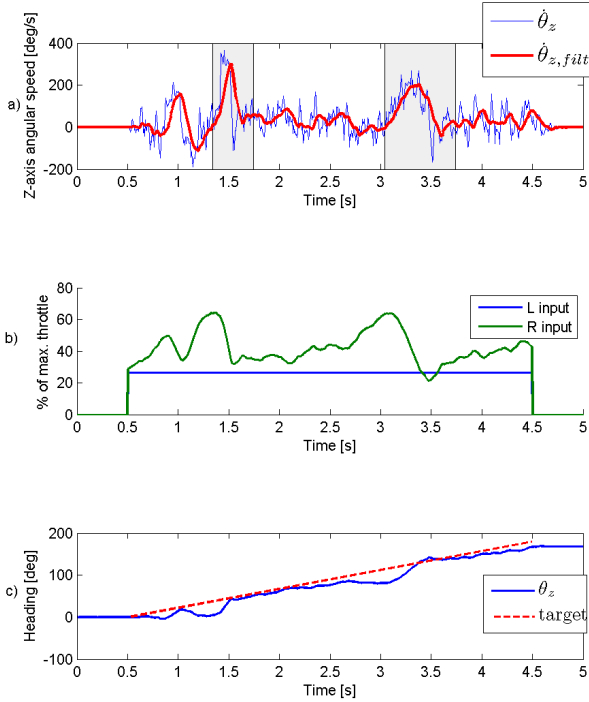 a)
Z-axis angular speed [deg/s]
400
200
0
-200
0 0.5 1 1.5 2 2.5 3 3.5 4 4.5 5
Time [s]
θ̇_z
θ̇_{z,filt}
b)
% of max. throttle
80
60
40
20
0
0 0.5 1 1.5 2 2.5 3 3.5 4 4.5 5
Time [s]
L input
R input
c)
Heading [deg]
200
100
0
-100
0 0.5 1 1.5 2 2.5 3 3.5 4 4.5 5
Time [s]
θ_z
target